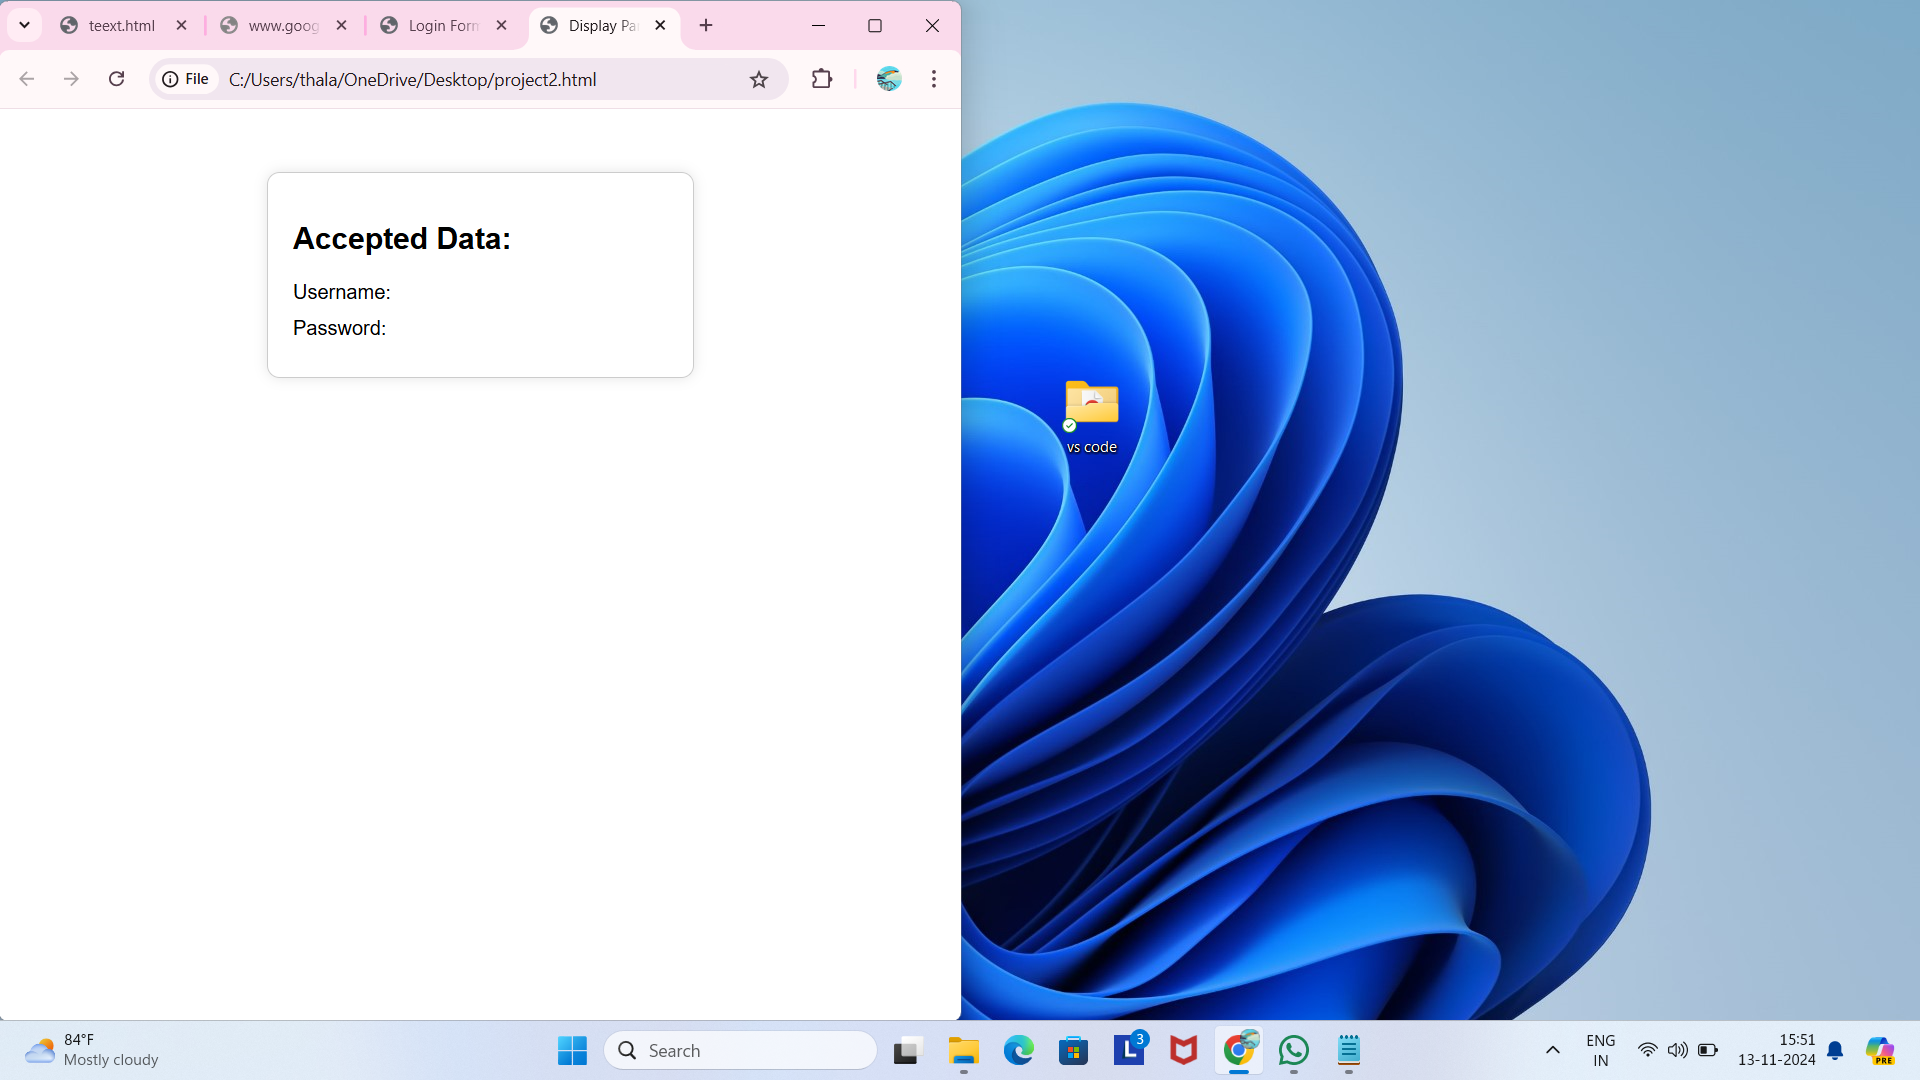 teext.html
www.goog
Login Form
Display Pa
File
C:/Users/thala/OneDrive/Desktop/project2.html
Accepted Data:
Username:
Password:
vs code
84°F
Mostly cloudy
Search
L
3
ENG
IN
15:51
13-11-2024
PRE